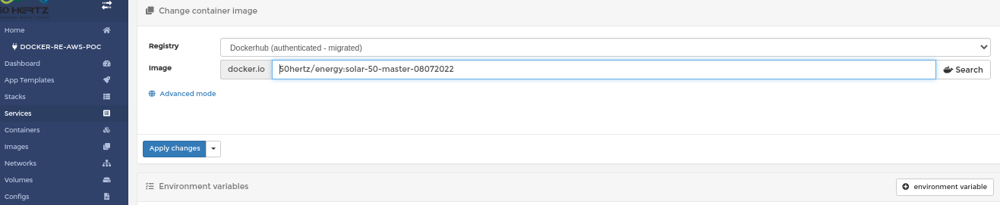 50 HERTZ
Home
DOCKER-RE-AWS-POC
Dashboard
App Templates
Stacks
Services
Containers
Images
Networks
Volumes
Configs
Change container image
Registry
Dockerhub (authenticated - migrated)
Image
docker.io
50hertz/energy:solar-50-master-08072022
Search
Advanced mode
Apply changes
Environment variables
environment variable